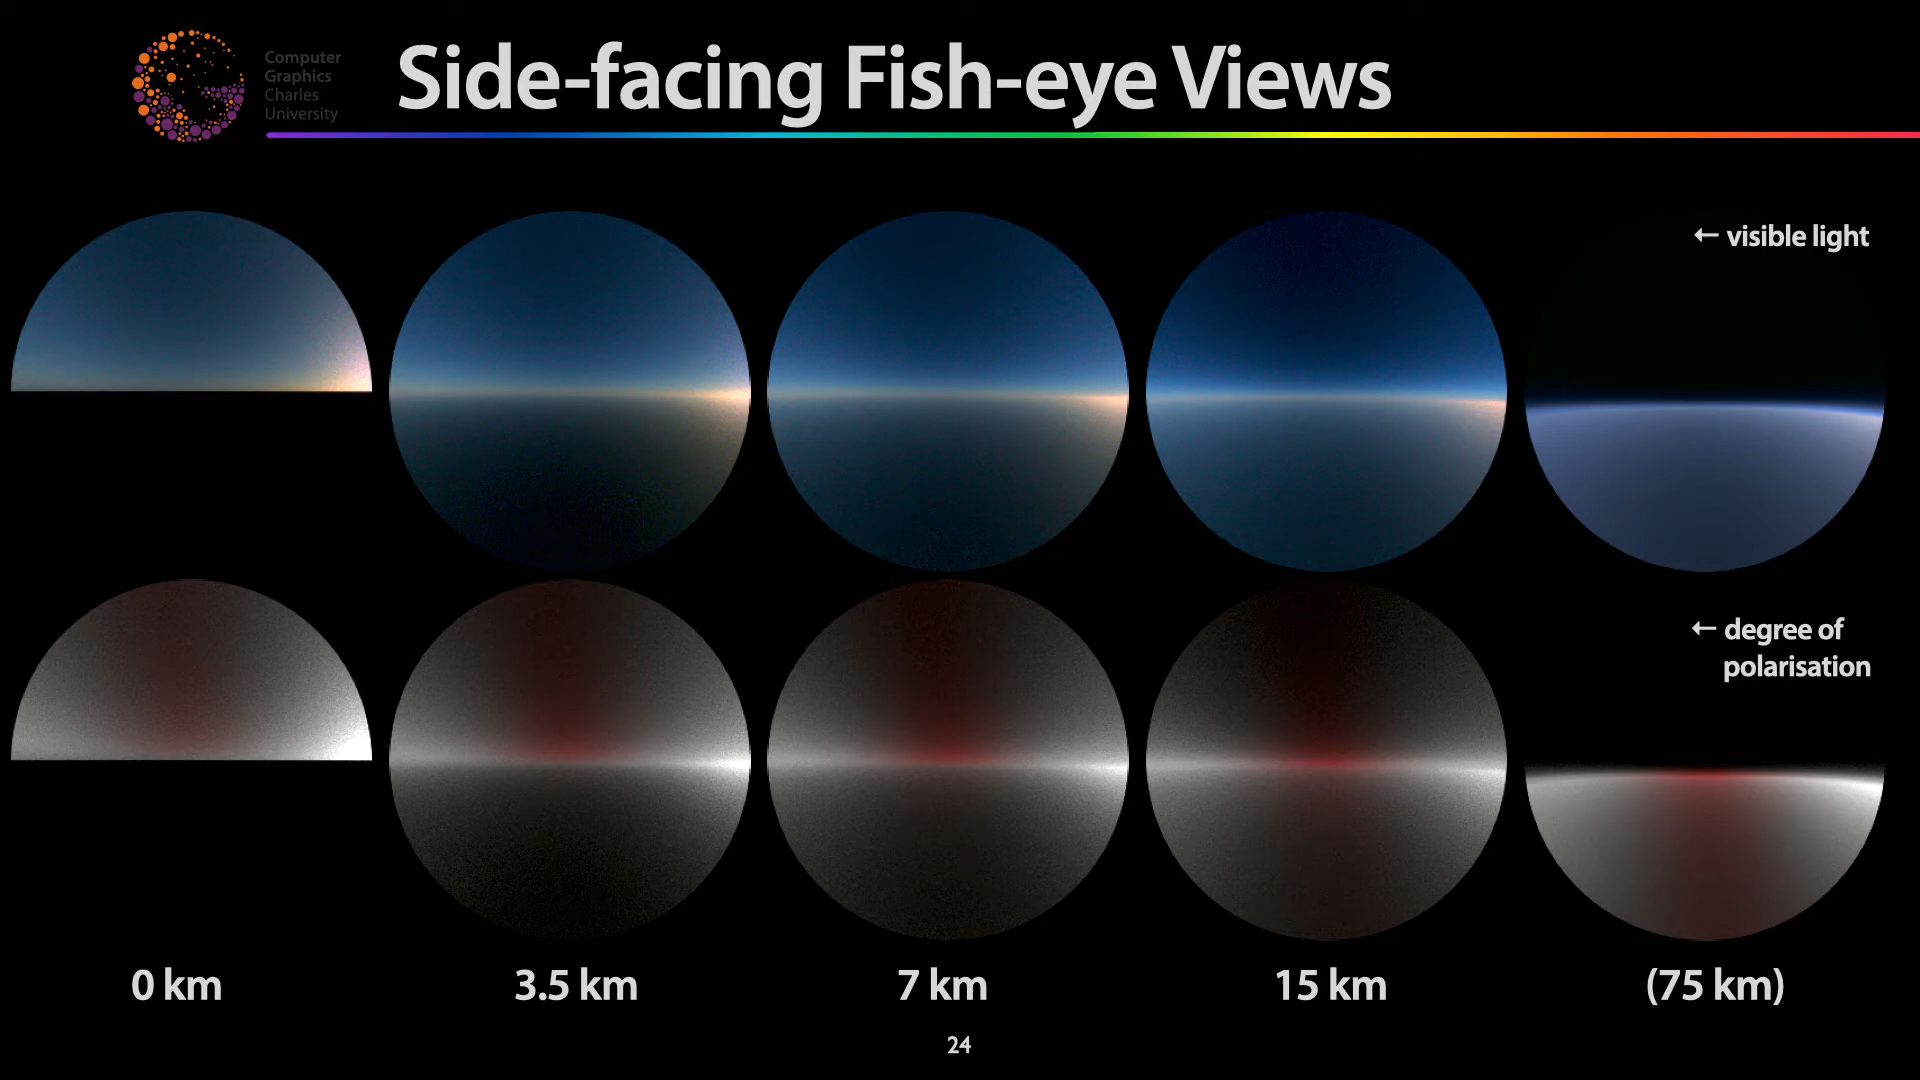 Computer
Graphics
Charles
University
Side-facing Fish-eye Views
← visible light
← degree of
polarisation
0 km
3.5 km
7 km
15 km
(75 km)
24